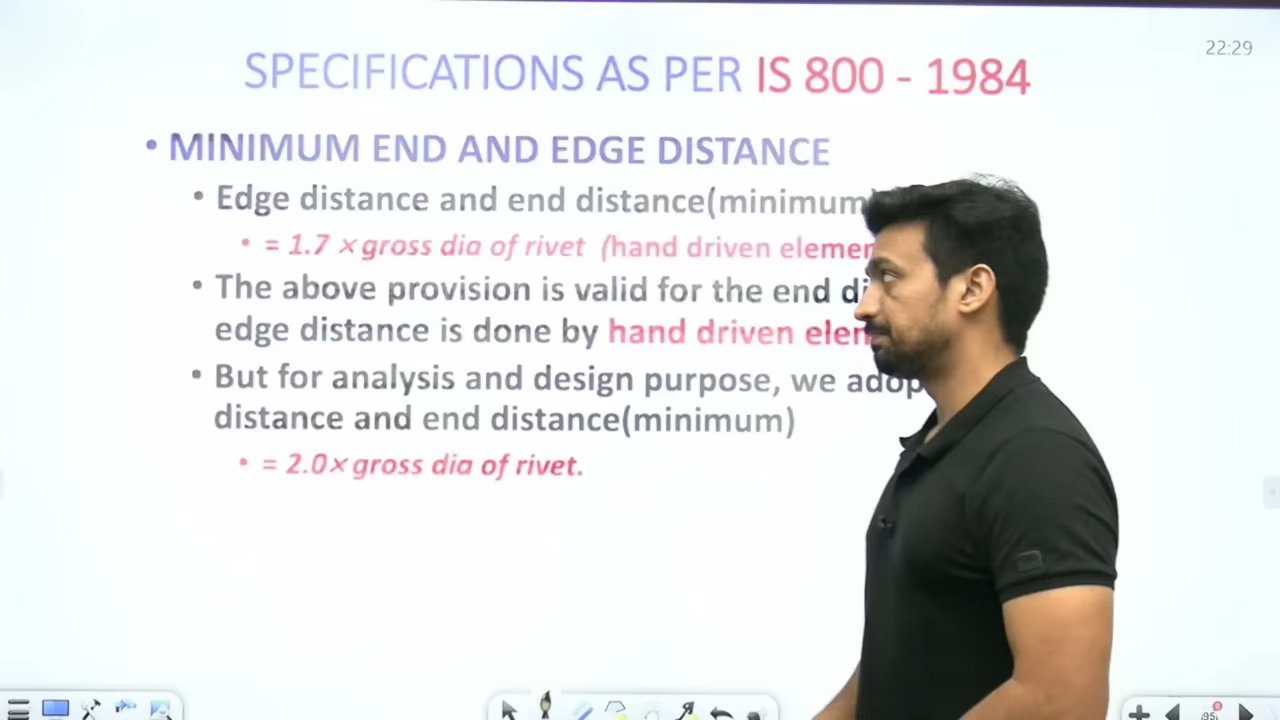 22:29
SPECIFICATIONS AS PER IS 800 - 1984
• MINIMUM END AND EDGE DISTANCE
• Edge distance and end distance(minimum
• = 1.7 × gross dia of rivet (hand driven
• The above provision is valid for the end
edge distance is done by hand driven
• But for analysis and design purpose, we
distance and end distance(minimum)
• = 2.0× gross dia of rivet.